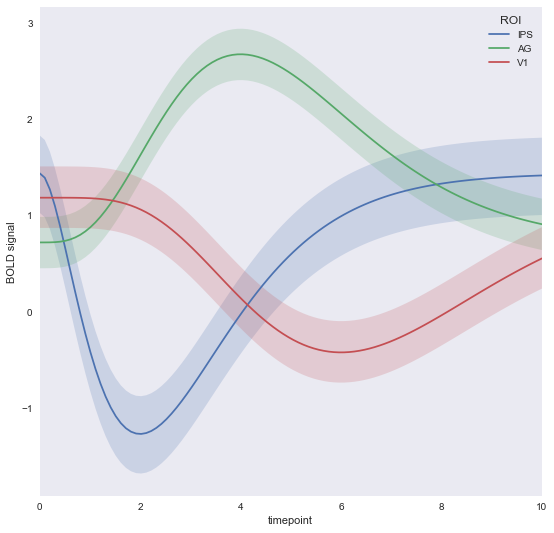 ROI
IPS
AG
V1
3
2
1
0
−1
BOLD signal
0 2 4 6 8 10
timepoint